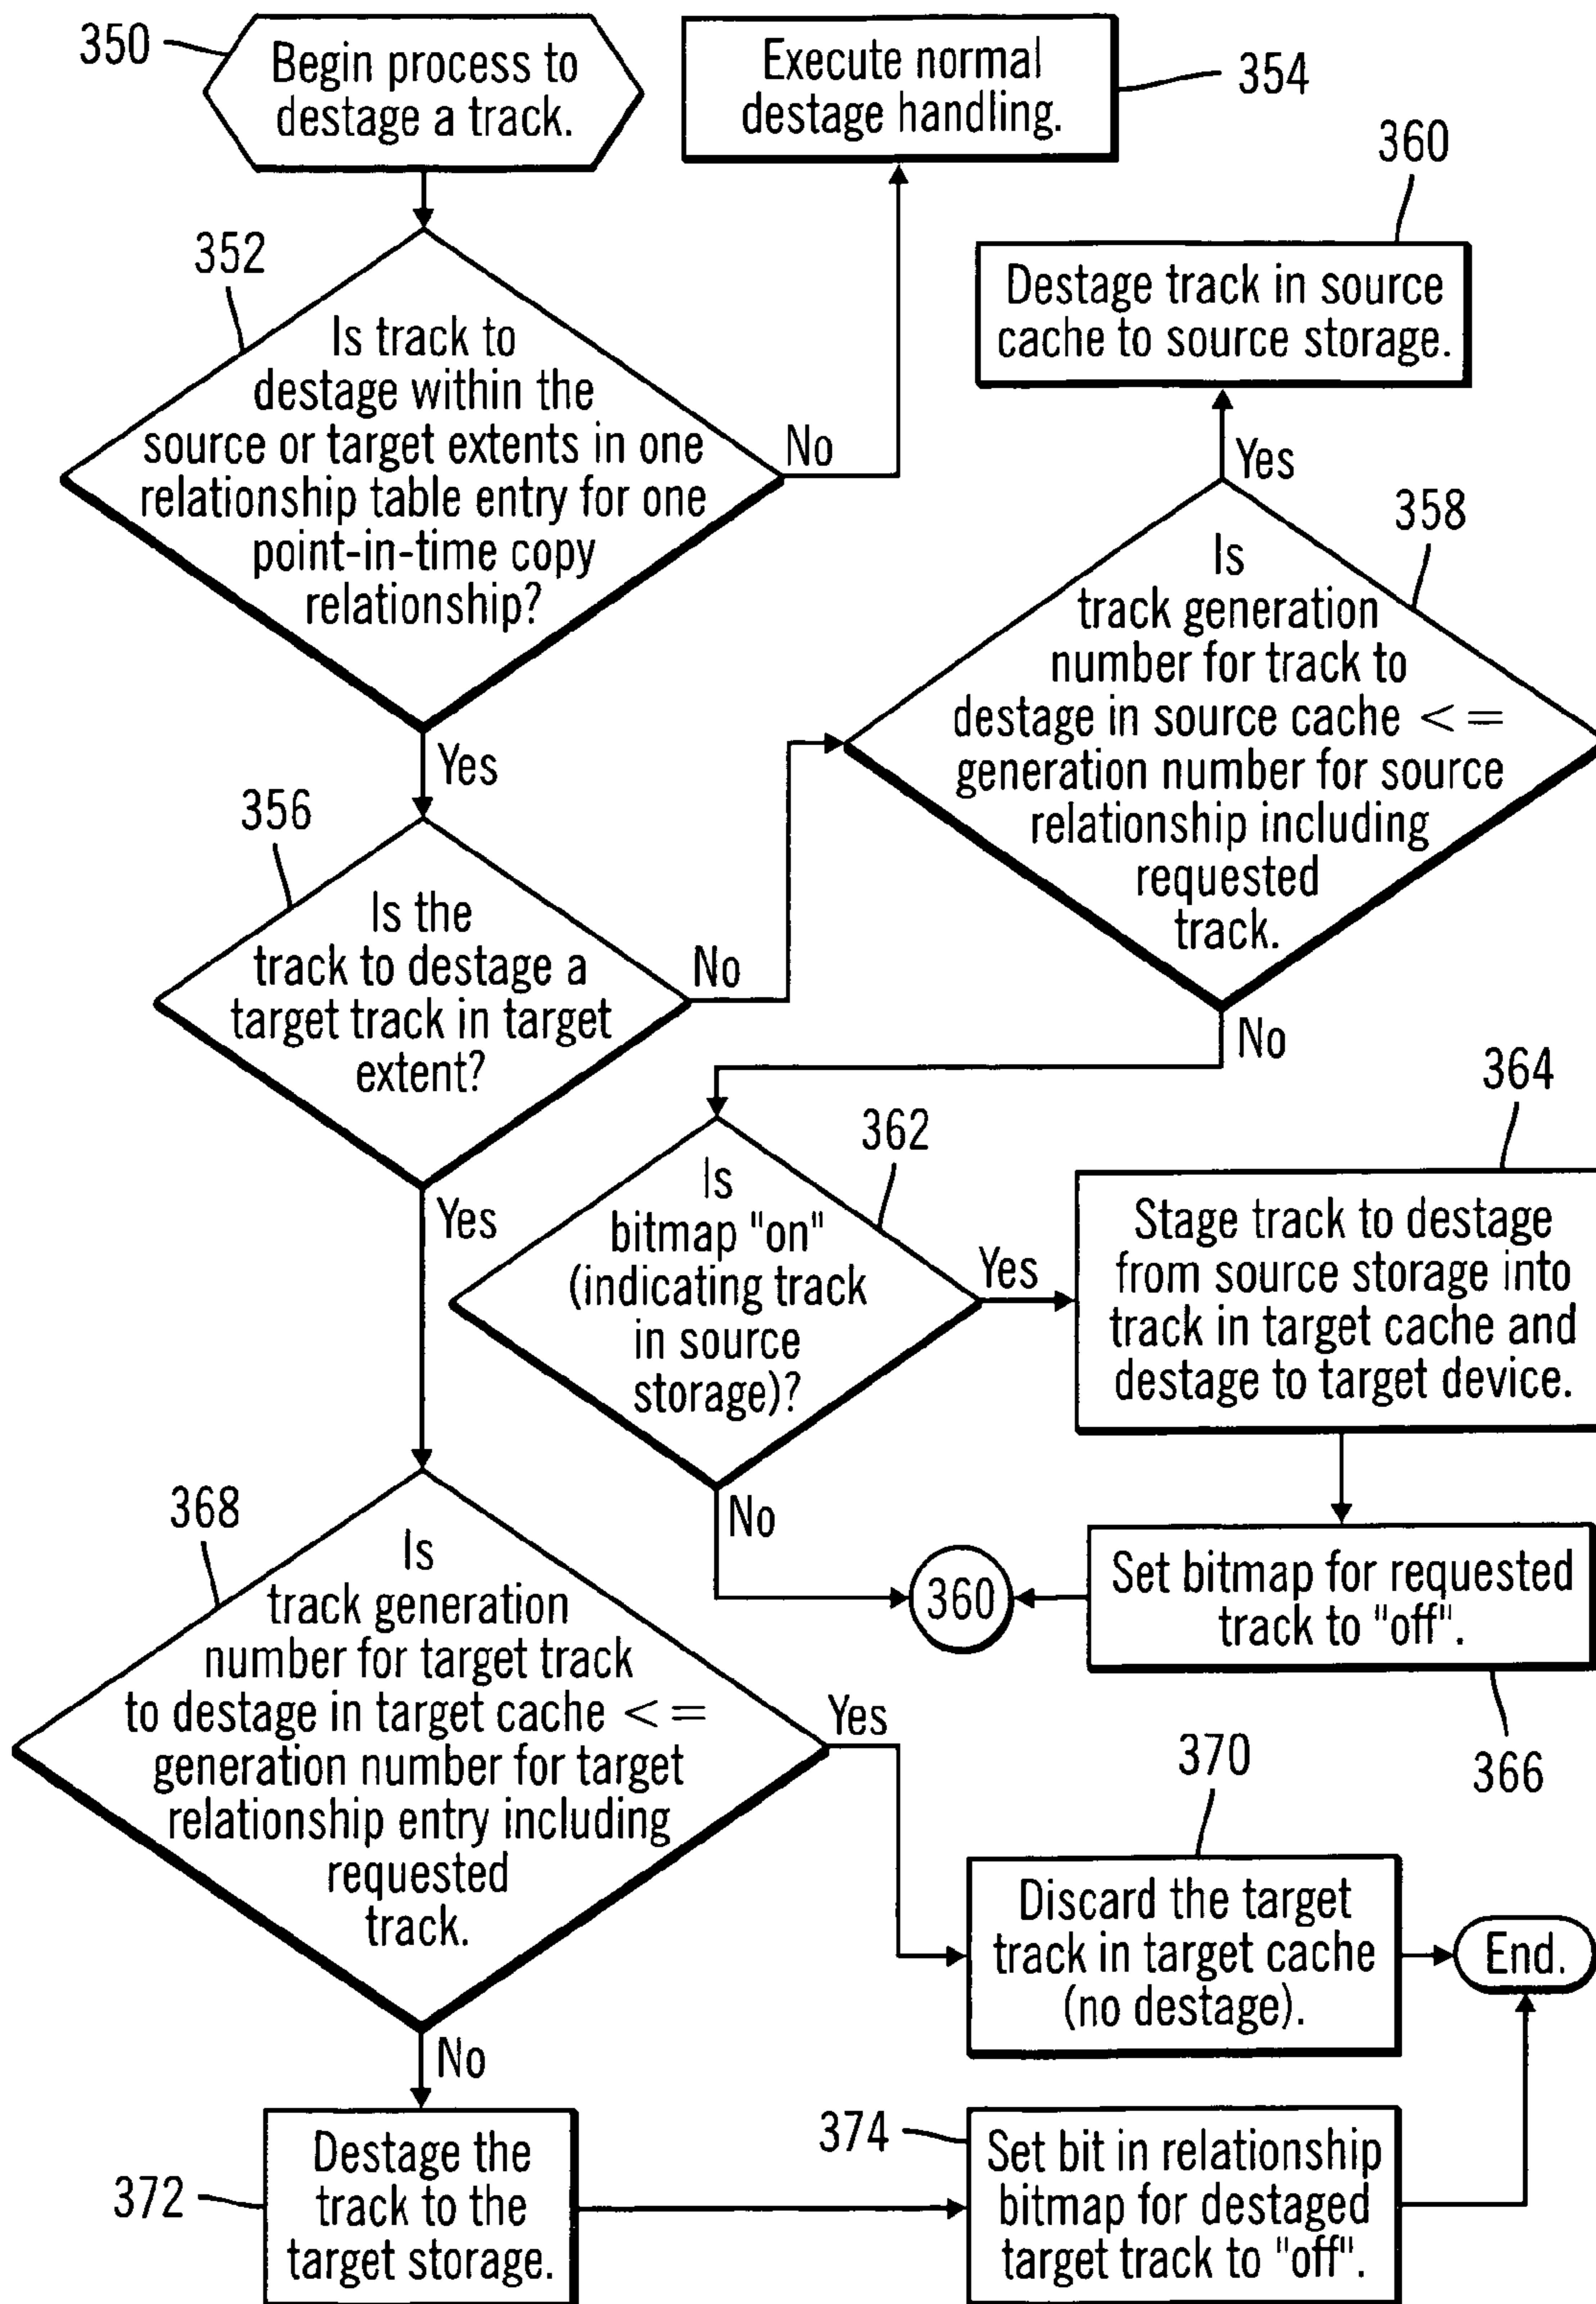 350
Begin process to
destage a track.
Execute normal
destage handling.
354
360
Destage track in source
cache to source storage.
352
Is track to
destage within the
source or target extents in one
relationship table entry for one
point-in-time copy
relationship?
No
Yes
Yes
358
Is
track generation
number for track to
destage in source cache <=
generation number for source
relationship including
requested
track.
No
356
Is the
track to destage a
target track in target
extent?
No
Yes
362
Is
bitmap "on"
(indicating track
in source
storage)?
Yes
No
364
Stage track to destage
from source storage into
track in target cache and
destage to target device.
360
Set bitmap for requested
track to "off".
366
368
Is
track generation
number for target track
to destage in target cache <=
generation number for target
relationship entry including
requested
track.
Yes
No
370
Discard the target
track in target cache
(no destage).
End.
372
Destage the
track to the
target storage.
374
Set bit in relationship
bitmap for destaged
target track to "off".